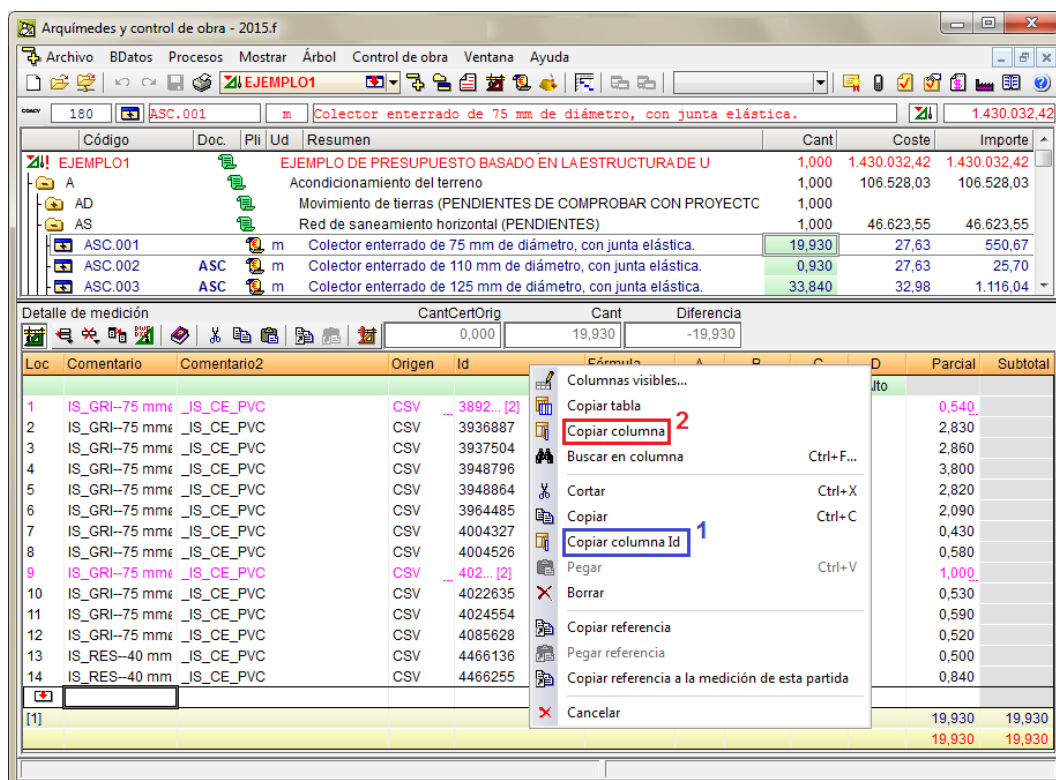 Arquímedes y control de obra - 2015.f
Archivo BDatos Procesos Mostrar Árbol Control de obra Ventana Ayuda
EJEMPLO1
180 ASC.001 m Colector enterrado de 75 mm de diámetro, con junta elástica. 1.430.032,42
Código Doc. Pli Ud Resumen Cant Coste Importe
EJEMPLO1 EJEMPLO DE PRESUPUESTO BASADO EN LA ESTRUCTURA DE U 1,000 1.430.032,42 1.430.032,42
A Acondicionamiento del terreno 1,000 106.528,03 106.528,03
AD Movimiento de tierras (PENDIENTES DE COMPROBAR CON PROYECTO 1,000
AS Red de saneamiento horizontal (PENDIENTES) 1,000 46.623,55 46.623,55
ASC.001 m Colector enterrado de 75 mm de diámetro, con junta elástica. 19,930 27,63 550,67
ASC.002 ASC m Colector enterrado de 110 mm de diámetro, con junta elástica. 0,930 27,63 25,70
ASC.003 ASC m Colector enterrado de 125 mm de diámetro, con junta elástica. 33,840 32,98 1.116,04
Detalle de medición CantCertOrig Cant Diferencia
0,000 19,930 -19,930
Loc Comentario Comentario2 Origen Id Fórmula A B C D Parcial Subtotal
Alto
1 IS_GRI--75 mmø _IS_CE_PVC CSV ... 3892... [2] 0,540
2 IS_GRI--75 mmø _IS_CE_PVC CSV 3936887 2,830
3 IS_GRI--75 mmø _IS_CE_PVC CSV 3937504 2,860
4 IS_GRI--75 mmø _IS_CE_PVC CSV 3948796 3,800
5 IS_GRI--75 mmø _IS_CE_PVC CSV 3948864 2,820
6 IS_GRI--75 mmø _IS_CE_PVC CSV 3964485 2,090
7 IS_GRI--75 mmø _IS_CE_PVC CSV 4004327 0,430
8 IS_GRI--75 mmø _IS_CE_PVC CSV 4004526 0,580
9 IS_GRI--75 mmø _IS_CE_PVC CSV ... 402... [2] 1,000
10 IS_GRI--75 mmø _IS_CE_PVC CSV 4022635 0,530
11 IS_GRI--75 mmø _IS_CE_PVC CSV 4024554 0,590
12 IS_GRI--75 mmø _IS_CE_PVC CSV 4085628 0,520
13 IS_RES--40 mm _IS_CE_PVC CSV 4466136 0,500
14 IS_RES--40 mm _IS_CE_PVC CSV 4466255 0,840
[1] 19,930 19,930
19,930 19,930
Columnas visibles...
Copiar tabla
Copiar columna 2
Buscar en columna Ctrl+F...
Cortar Ctrl+X
Copiar Ctrl+C
Copiar columna Id 1
Pegar Ctrl+V
Borrar
Copiar referencia
Pegar referencia
Copiar referencia a la medición de esta partida
Cancelar